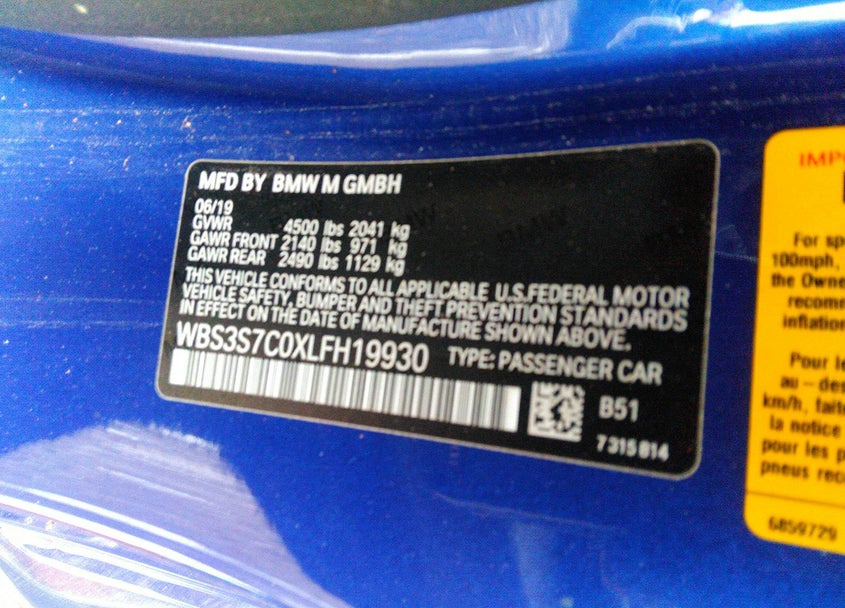 MFD BY BMW M GMBH
06/19
GVWR 4500 lbs 2041 kg
GAWR FRONT 2140 lbs 971 kg
GAWR REAR 2490 lbs 1129 kg
THIS VEHICLE CONFORMS TO ALL APPLICABLE U.S.FEDERAL MOTOR
VEHICLE SAFETY, BUMPER AND THEFT PREVENTION STANDARDS
IN EFFECT ON THE DATE OF MANUFACTURE SHOWN ABOVE.
WBS3S7C0XLFH19930 TYPE: PASSENGER CAR
B51
7315814
IMP
For sp
100mph,
the Owne
recomm
inflation
Pour le
au – des
km/h, faite
la notice
pour les p
pneus reco
6859729